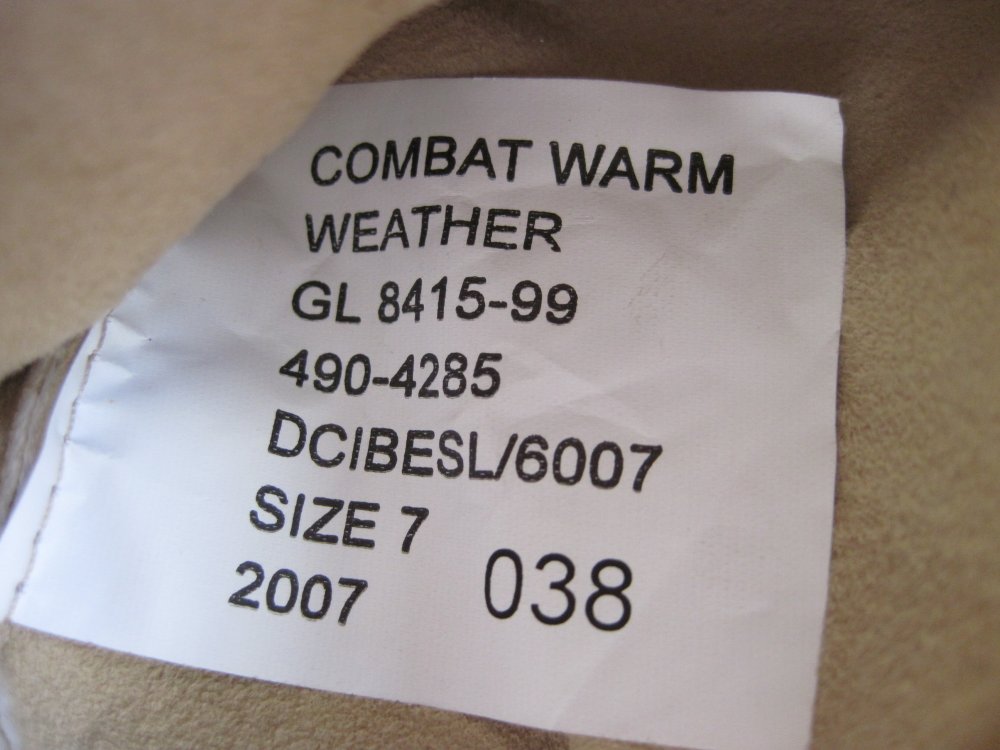 COMBAT WARM
WEATHER
GL 8415-99
490-4285
DCIBESL/6007
SIZE 7
2007 038